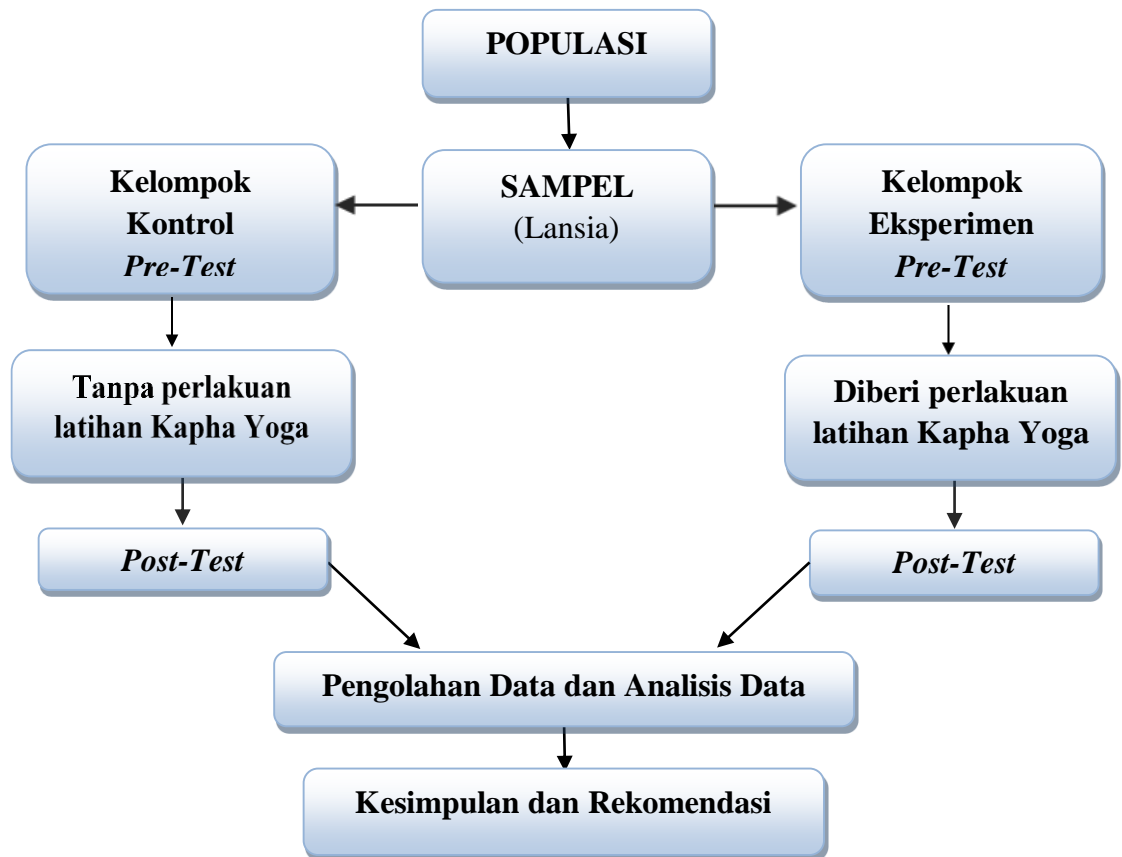 POPULASI
Kelompok
Kontrol
Pre-Test
SAMPEL
(Lansia)
Kelompok
Eksperimen
Pre-Test
Tanpa perlakuan
latihan Kapha Yoga
Diberi perlakuan
latihan Kapha Yoga
Post-Test
Post-Test
Pengolahan Data dan Analisis Data
Kesimpulan dan Rekomendasi